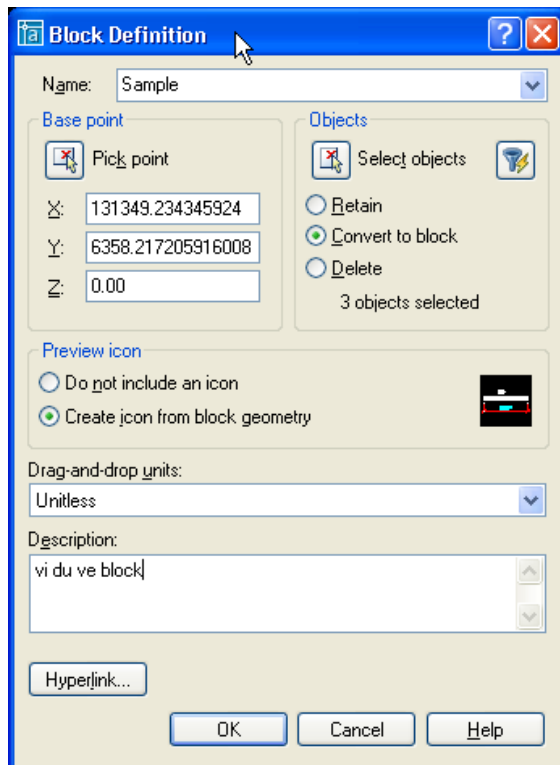 Block Definition
Name: Sample
Base point
Pick point
X: 131349.234345924
Y: 6358.217205916008
Z: 0.00
Objects
Select objects
Retain
Convert to block
Delete
3 objects selected
Preview icon
Do not include an icon
Create icon from block geometry
Drag-and-drop units:
Unitless
Description:
vi du ve block
Hyperlink...
OK Cancel Help